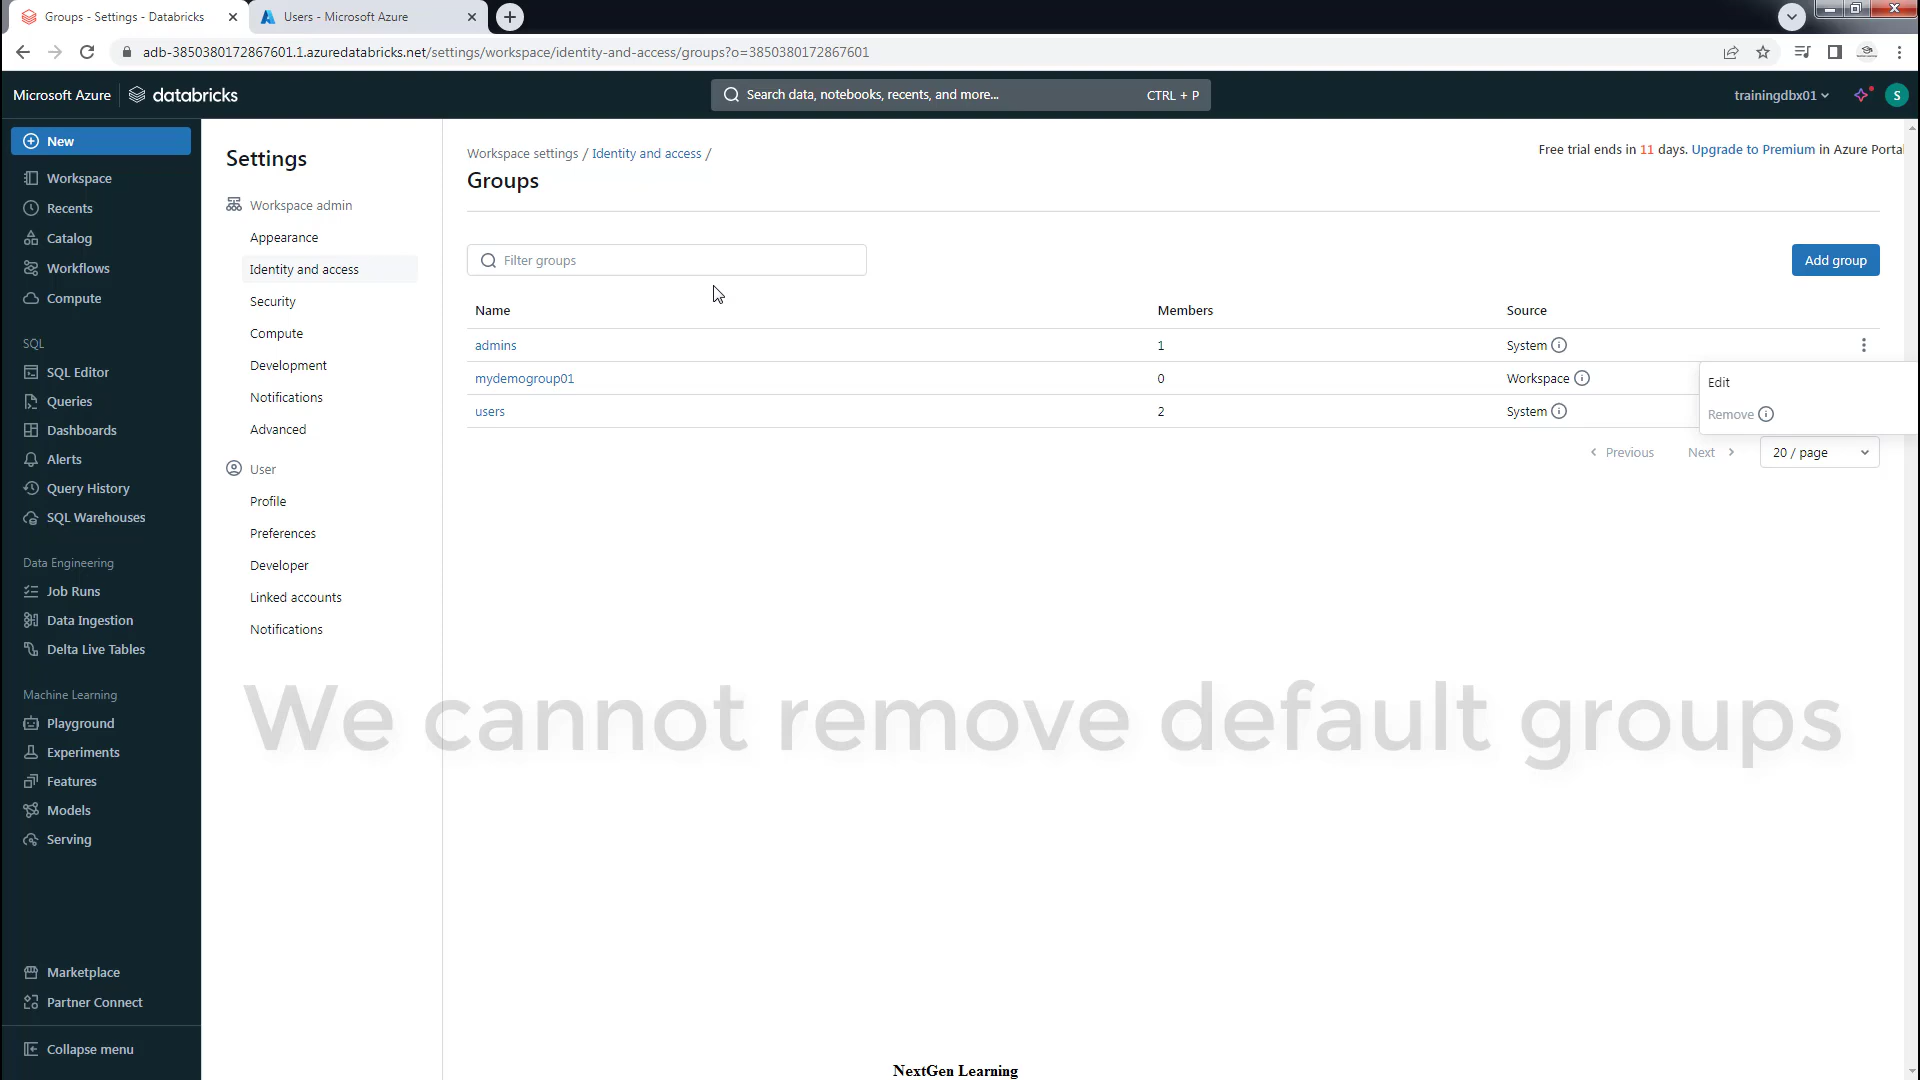 Groups - Settings - Databricks
Users - Microsoft Azure
adb-3850380172867601.1.azuredatabricks.net/settings/workspace/identity-and-access/groups?o=3850380172867601
Microsoft Azure
databricks
Search data, notebooks, recents, and more...
CTRL + P
trainingdbx01
S
New
Workspace
Recents
Catalog
Workflows
Compute
SQL
SQL Editor
Queries
Dashboards
Alerts
Query History
SQL Warehouses
Data Engineering
Job Runs
Data Ingestion
Delta Live Tables
Machine Learning
Playground
Experiments
Features
Models
Serving
Marketplace
Partner Connect
Collapse menu
Settings
Workspace admin
Appearance
Identity and access
Security
Compute
Development
Notifications
Advanced
User
Profile
Preferences
Developer
Linked accounts
Notifications
Workspace settings / Identity and access /
Free trial ends in 11 days. Upgrade to Premium in Azure Porta
Groups
Filter groups
Add group
Name Members Source
admins 1 System
mydemogroup01 0 Workspace
users 2 System
Edit
Remove
Previous Next 20 / page
We cannot remove default groups
NextGen Learning